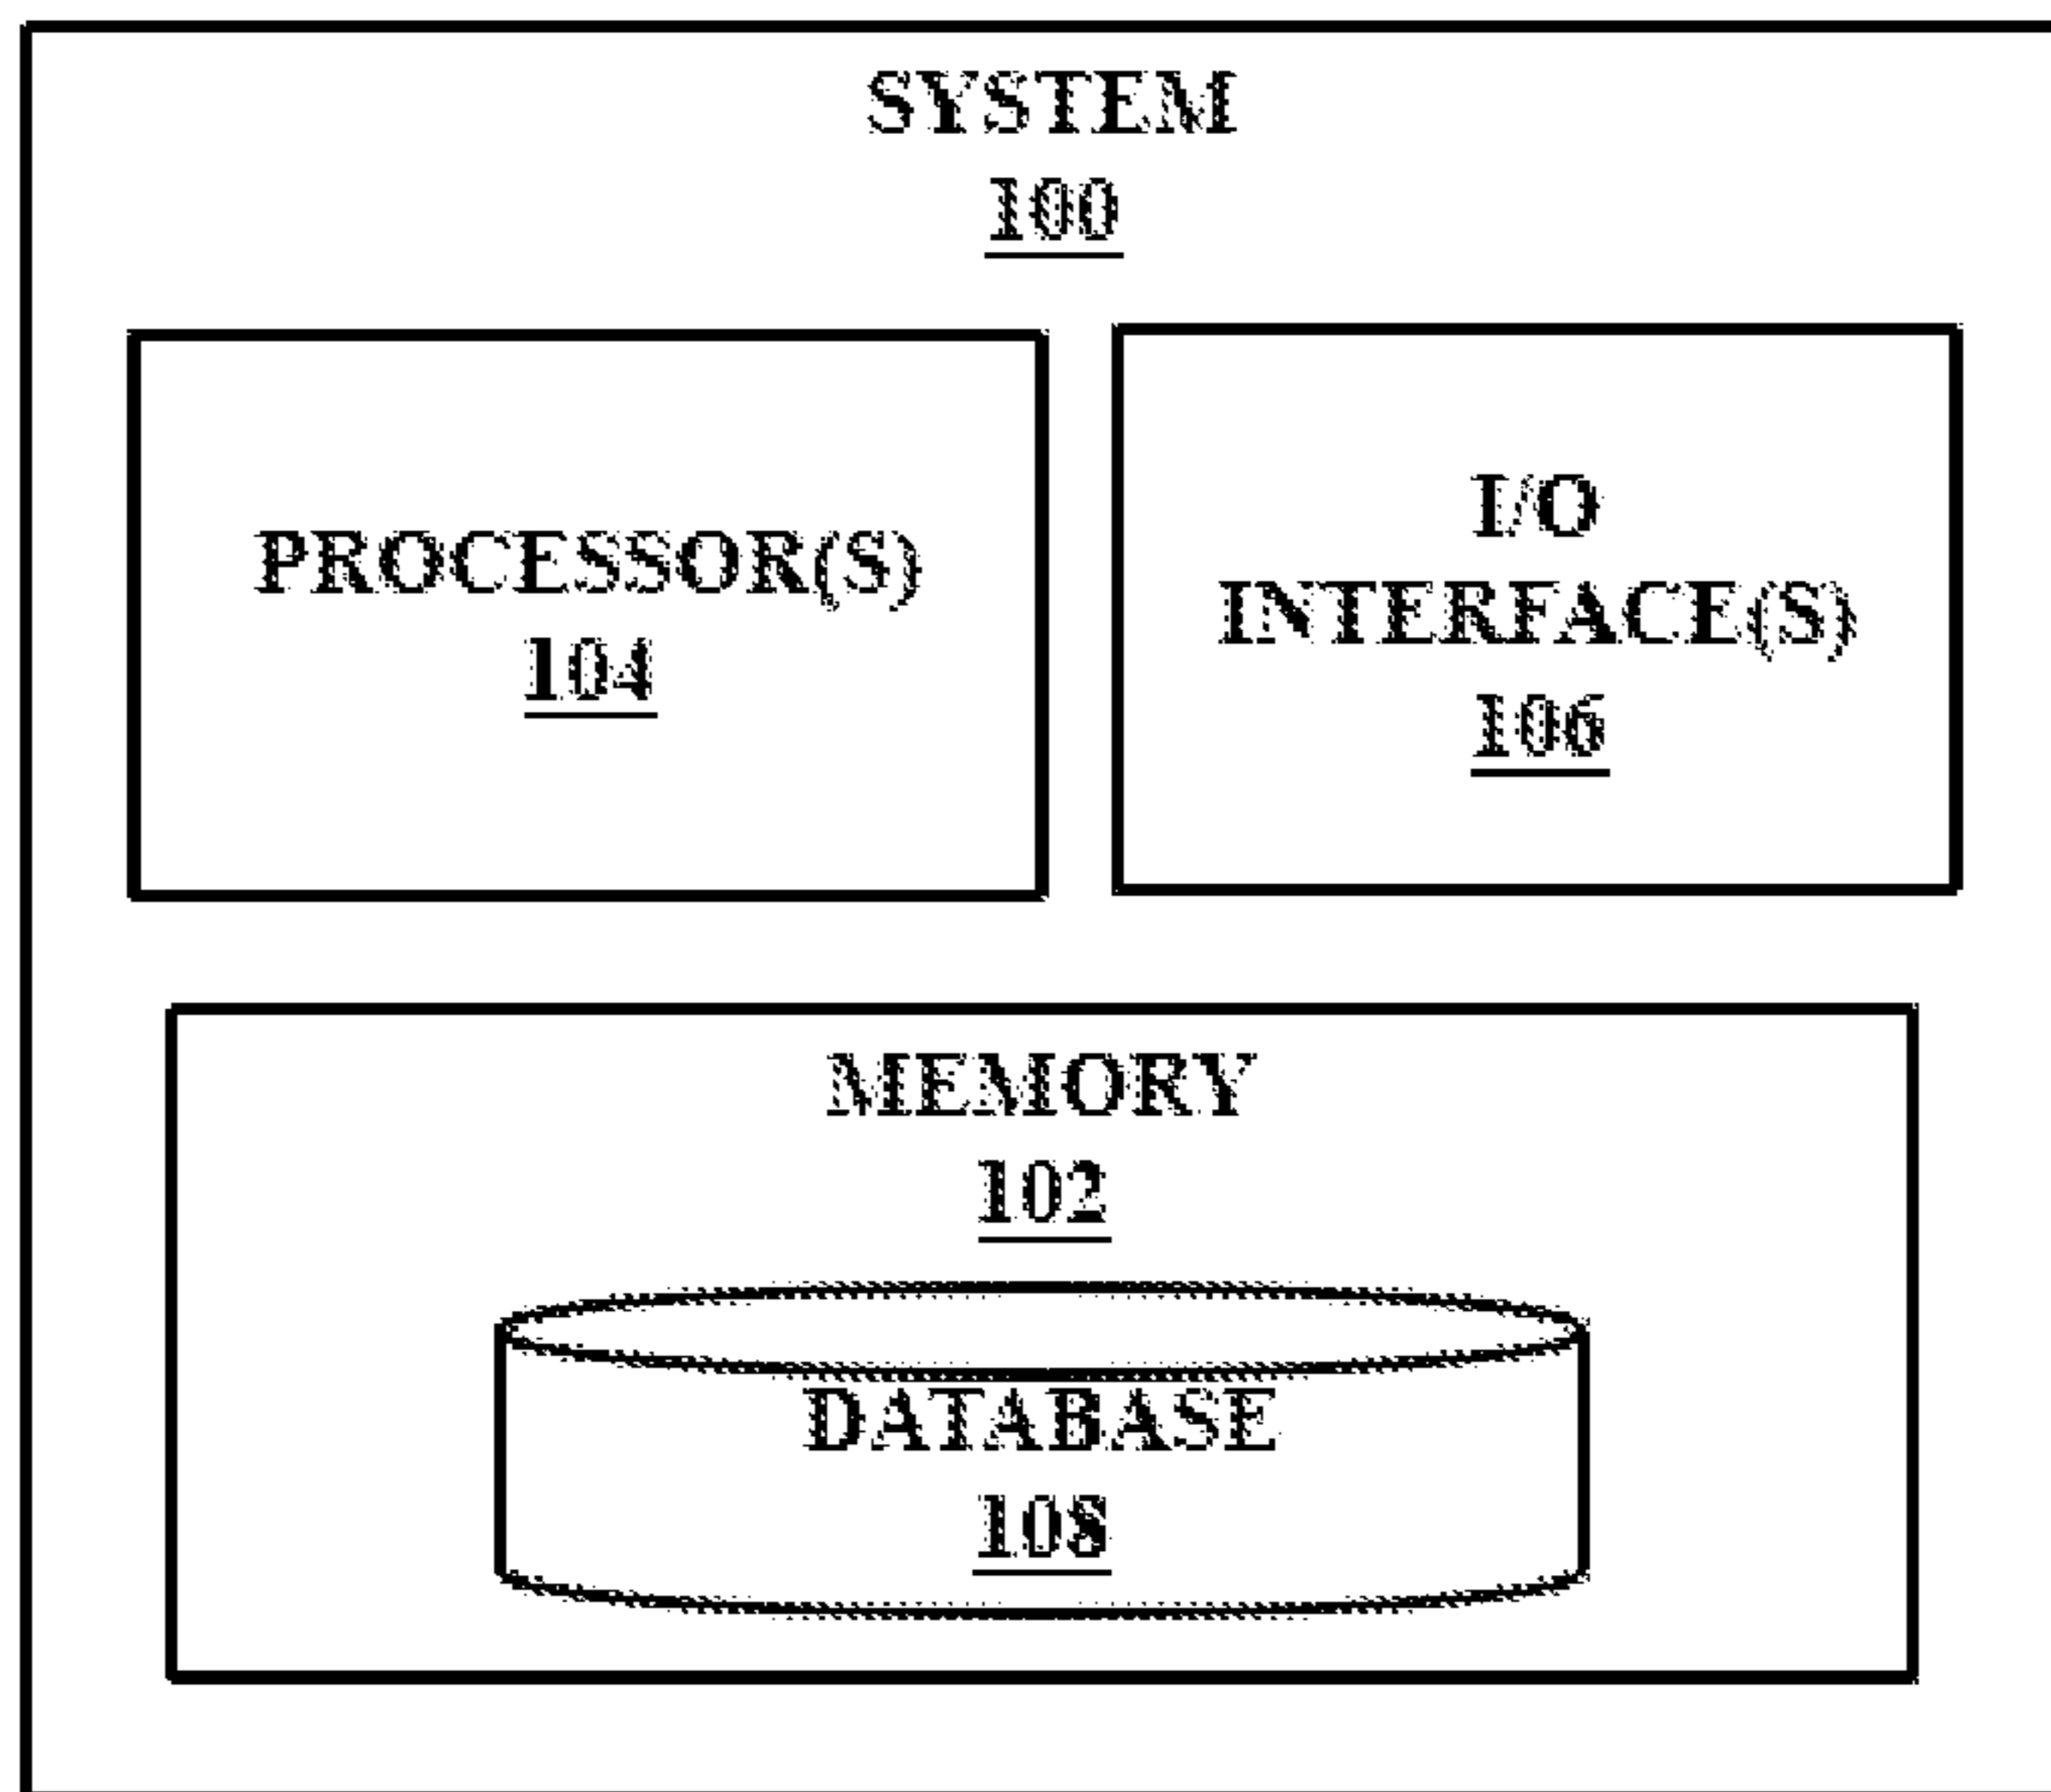 SYSTEM
100
PROCESSOR(S)
104
I/O
INTERFACE(S)
106
MEMORY
102
DATABASE
108